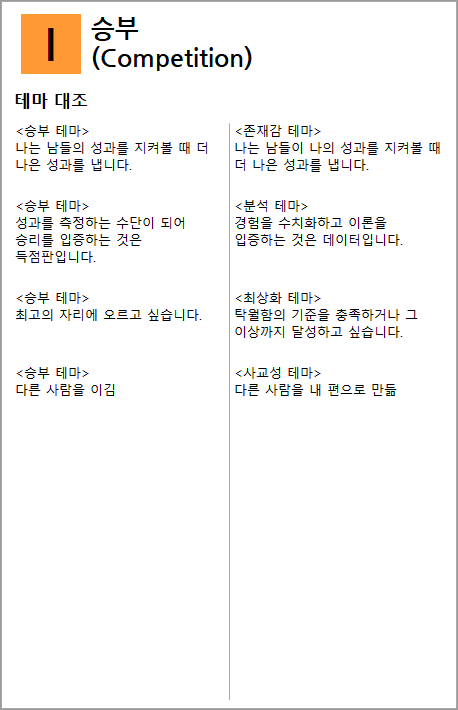 I
승부
(Competition)
테마 대조
<승부 테마>
나는 남들의 성과를 지켜볼 때 더
나은 성과를 냅니다.
<존재감 테마>
나는 남들이 나의 성과를 지켜볼 때
더 나은 성과를 냅니다.
<승부 테마>
성과를 측정하는 수단이 되어
승리를 입증하는 것은
득점판입니다.
<분석 테마>
경험을 수치화하고 이론을
입증하는 것은 데이터입니다.
<승부 테마>
최고의 자리에 오르고 싶습니다.
<최상화 테마>
탁월함의 기준을 충족하거나 그
이상까지 달성하고 싶습니다.
<승부 테마>
다른 사람을 이김
<사교성 테마>
다른 사람을 내 편으로 만듦